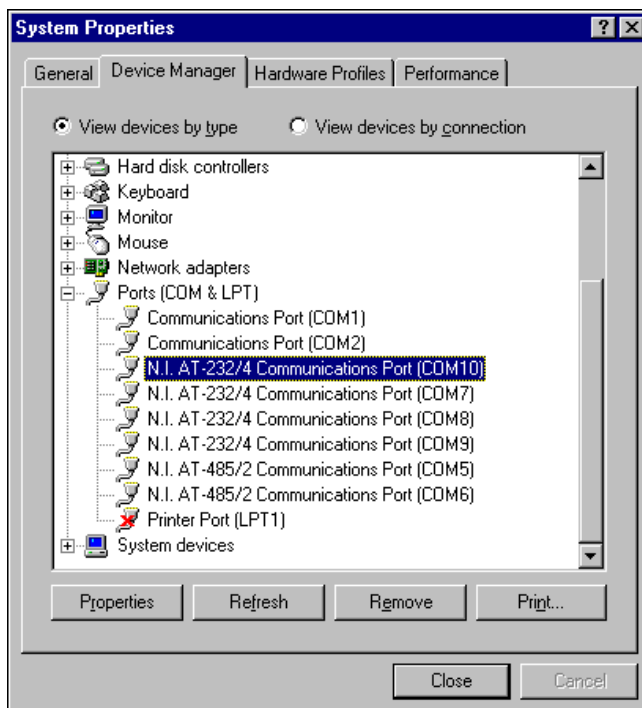 System Properties
General Device Manager Hardware Profiles Performance
View devices by type View devices by connection
Hard disk controllers
Keyboard
Monitor
Mouse
Network adapters
Ports (COM & LPT)
Communications Port (COM1)
Communications Port (COM2)
N.I. AT-232/4 Communications Port (COM10)
N.I. AT-232/4 Communications Port (COM7)
N.I. AT-232/4 Communications Port (COM8)
N.I. AT-232/4 Communications Port (COM9)
N.I. AT-485/2 Communications Port (COM5)
N.I. AT-485/2 Communications Port (COM6)
Printer Port (LPT1)
System devices
Properties Refresh Remove Print...
Close Cancel